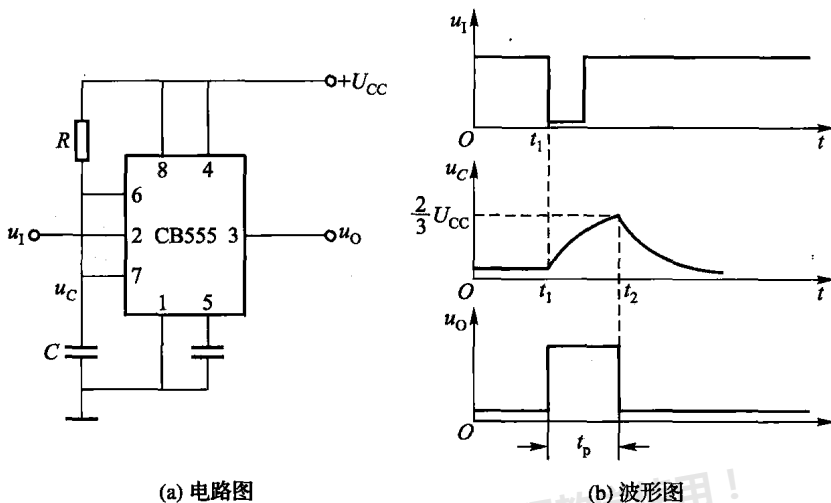 +U_CC
R
8 4
6
u_I 2 CB555 3 u_O
7
u_C
1 5
C
(a) 电路图
u_I
O t_1 t
u_C
2/3 U_CC
O t_1 t_2 t
u_O
O t_p t
(b) 波形图
用！